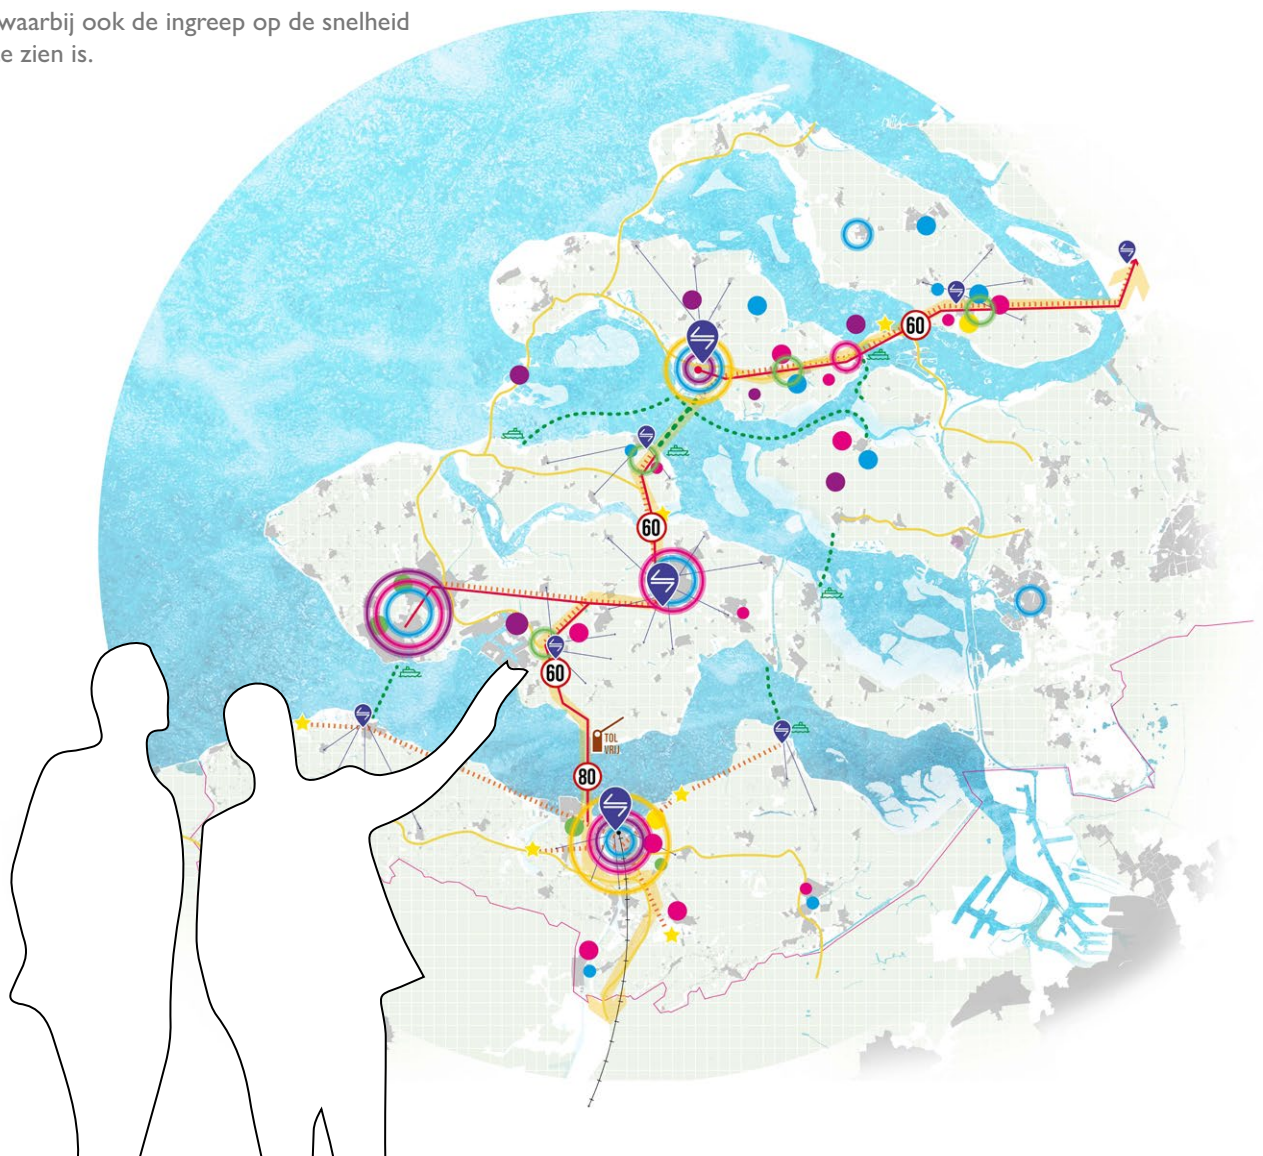 waarbij ook de ingreep op de snelheid
e zien is.
60
60
60
TOL
VRIJ
80